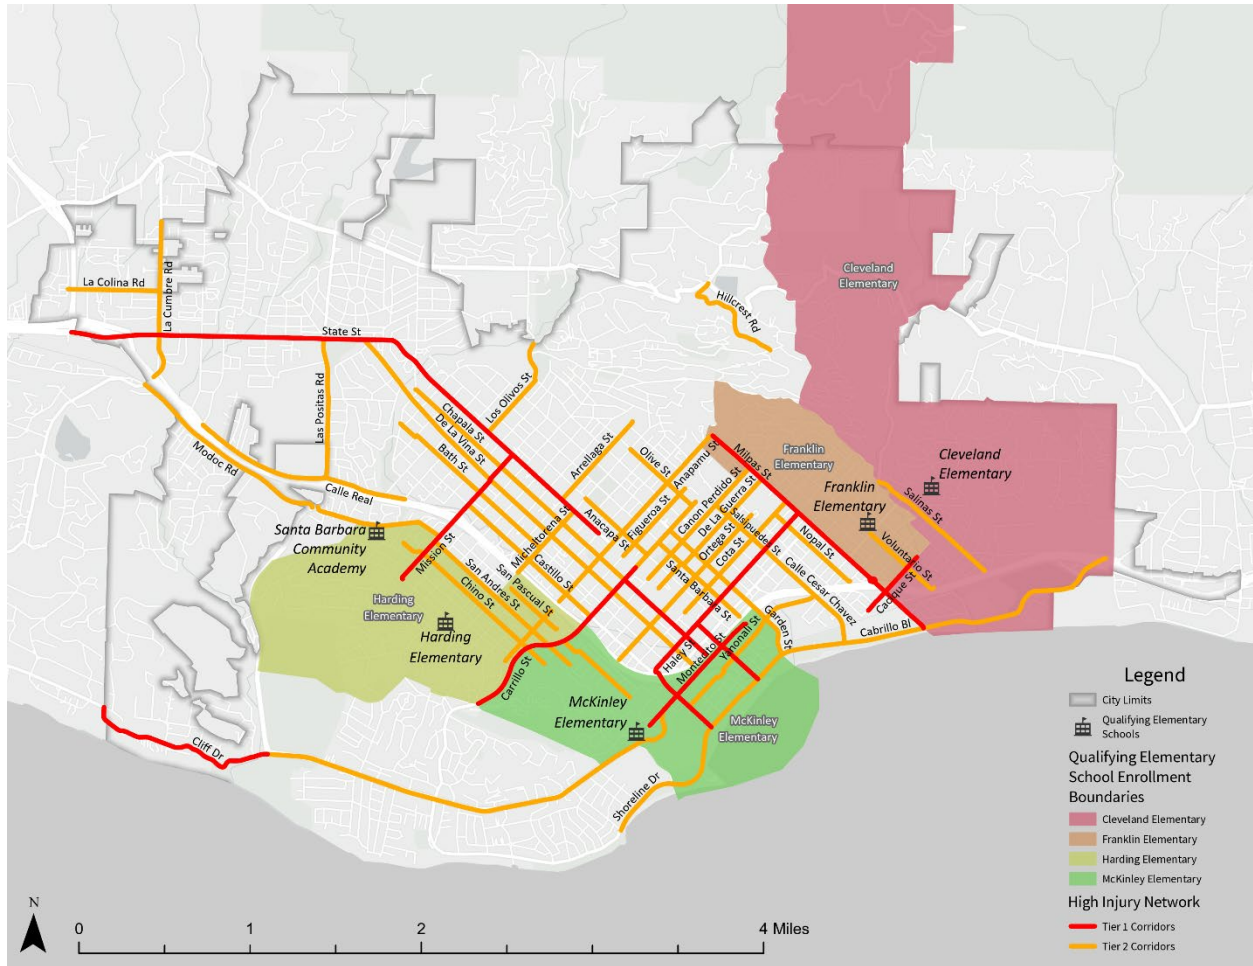 Cleveland
Elementary
Hillcrest Rd
La Colina Rd
La Cumbre Rd
State St
Las Positas Rd
Los Olivos St
Chapala St
De La Vina St
Bath St
Arrellaga St
Olive St
Anapamu St
Milpas St
Franklin
Elementary
Cleveland
Elementary
Modoc Rd
Calle Real
Canon Perdido St
De La Guerra St
Franklin
Elementary
Salinas St
Figueroa St
Anacapa St
Salsipuedes St
Ortega St
Cota St
Nopal St
Voluntario St
Santa Barbara
Community
Academy
Mission St
Micheltorena St
Castillo St
Santa Barbara St
Calle Cesar Chavez
Cacique St
San Pascual St
San Andres St
Chino St
Harding
Elementary
Harding
Elementary
Garden St
Cabrillo Bl
Yanonali St
Montecito St
Haley St
Carrillo St
McKinley
Elementary
McKinley
Elementary
Cliff Dr
Shoreline Dr
Legend
City Limits
Qualifying Elementary
Schools
Qualifying Elementary
School Enrollment
Boundaries
Cleveland Elementary
Franklin Elementary
Harding Elementary
McKinley Elementary
High Injury Network
Tier 1 Corridors
Tier 2 Corridors
N
0 1 2 4 Miles